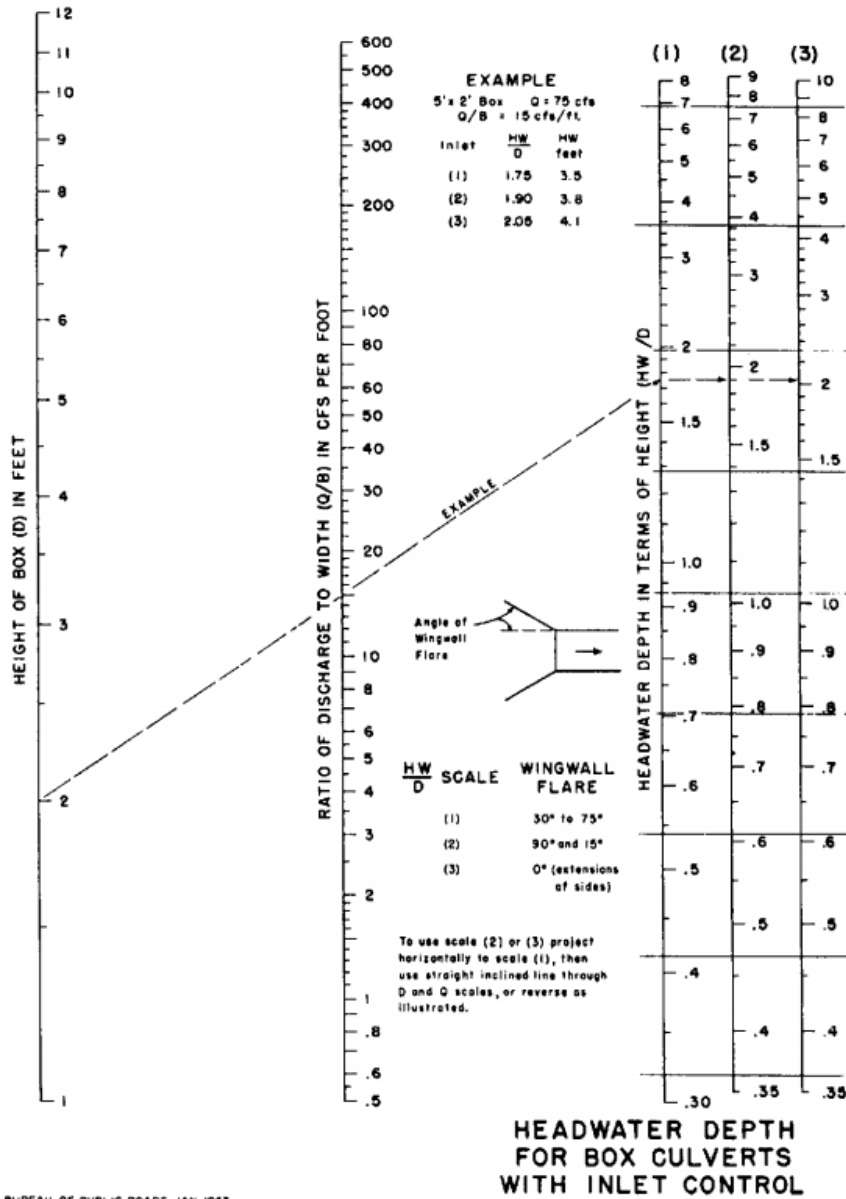 12
11
10
9
8
7
6
5
4
3
2
1
HEIGHT OF BOX (D) IN FEET
600
500
400
300
200
100
80
60
50
40
30
20
10
8
6
5
4
3
2
1
.8
.6
.5
RATIO OF DISCHARGE TO WIDTH (Q/B) IN CFS PER FOOT
EXAMPLE
5'x 2' Box Q = 75 cfs
Q/B = 15 cfs/ft.
Inlet HW/D HW feet
(1) 1.75 3.5
(2) 1.90 3.8
(3) 2.05 4.1
EXAMPLE
Angle of
Wingwall
Flare
HW/D SCALE WINGWALL
FLARE
(1) 30° to 75°
(2) 90° and 15°
(3) 0° (extensions
of sides)
To use scale (2) or (3) project
horizontally to scale (1), then
use straight inclined line through
D and Q scales, or reverse as
illustrated.
HEADWATER DEPTH IN TERMS OF HEIGHT (HW/D
(1) (2) (3)
8
7
6
5
4
3
2
1.5
1.0
.9
.8
.7
.6
.5
.4
.30
9
8
7
6
5
4
3
2
1.5
1.0
.9
.8
.7
.6
.5
.4
.35
10
8
7
6
5
4
3
2
1.5
1.0
.9
.8
.7
.6
.5
.4
.35
HEADWATER DEPTH
FOR BOX CULVERTS
WITH INLET CONTROL